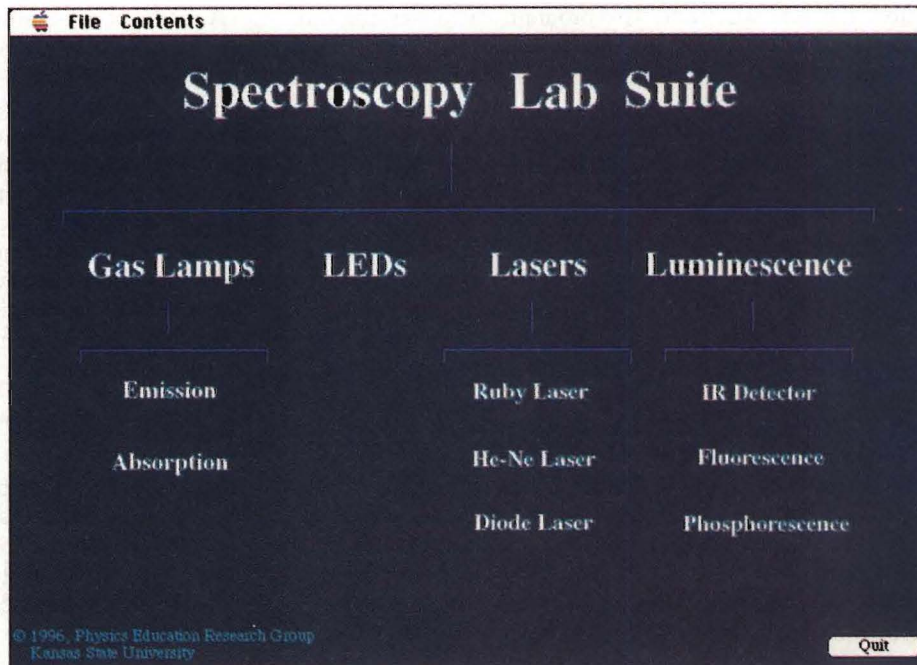 File Contents
Spectroscopy Lab Suite
Gas Lamps LEDs Lasers Luminescence
Emission Ruby Laser IR Detector
Absorption He-Ne Laser Fluorescence
Diode Laser Phosphorescence
© 1996, Physics Education Research Group
Kansas State University
Quit